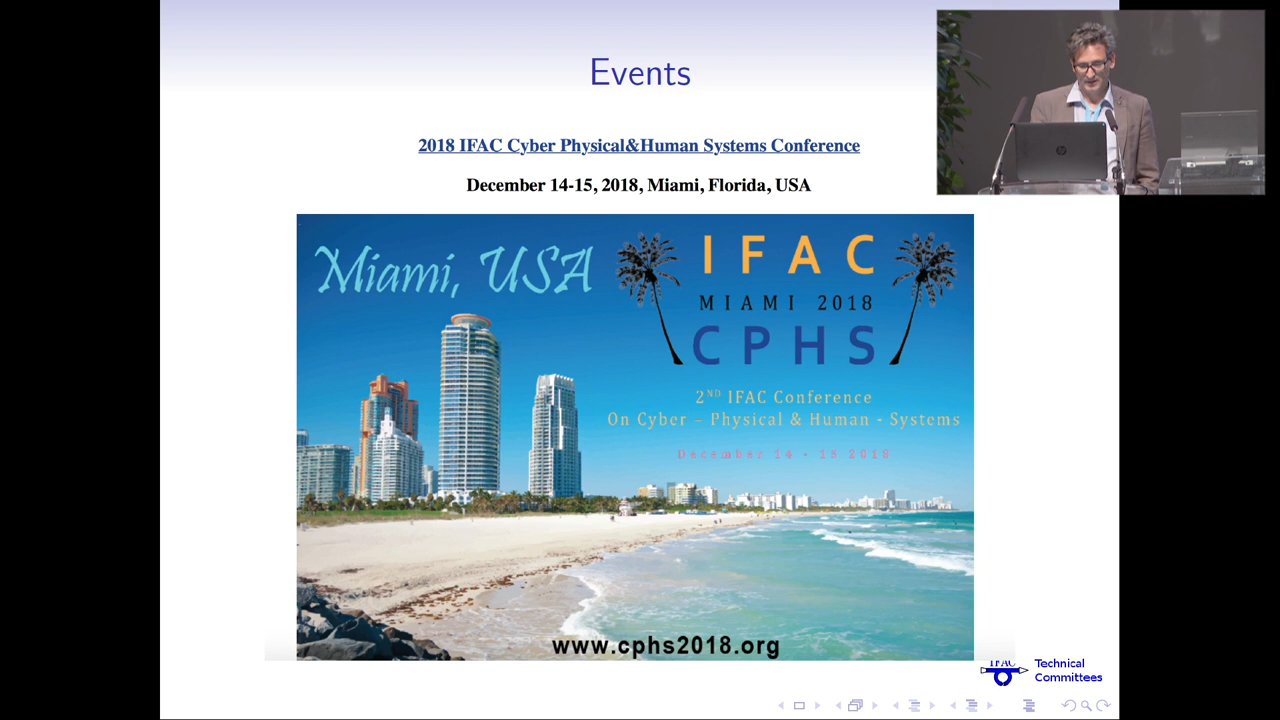 Events
2018 IFAC Cyber Physical&Human Systems Conference
December 14-15, 2018, Miami, Florida, USA
Miami, USA
I F A C
MIAMI 2018
C P H S
2ND IFAC Conference
On Cyber – Physical & Human - Systems
December 14 - 15 2018
www.cphs2018.org
IFAC
Technical
Committees